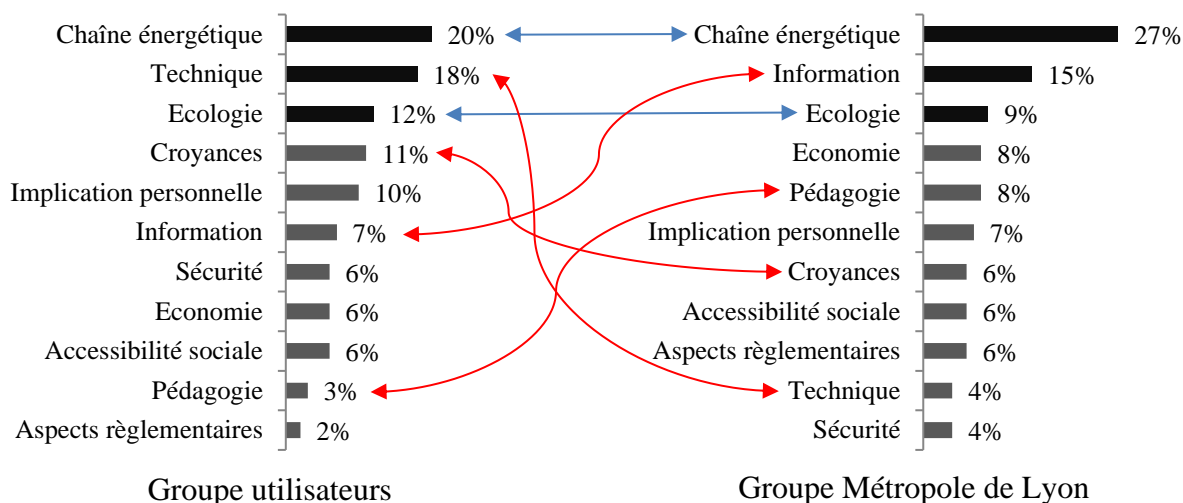 Chaîne énergétique 20% Chaîne énergétique 27%
Technique 18% Information 15%
Ecologie 12% Ecologie 9%
Croyances 11% Economie 8%
Implication personnelle 10% Pédagogie 8%
Information 7% Implication personnelle 7%
Sécurité 6% Croyances 6%
Economie 6% Accessibilité sociale 6%
Accessibilité sociale 6% Aspects règlementaires 6%
Pédagogie 3% Technique 4%
Aspects règlementaires 2% Sécurité 4%
Groupe utilisateurs Groupe Métropole de Lyon